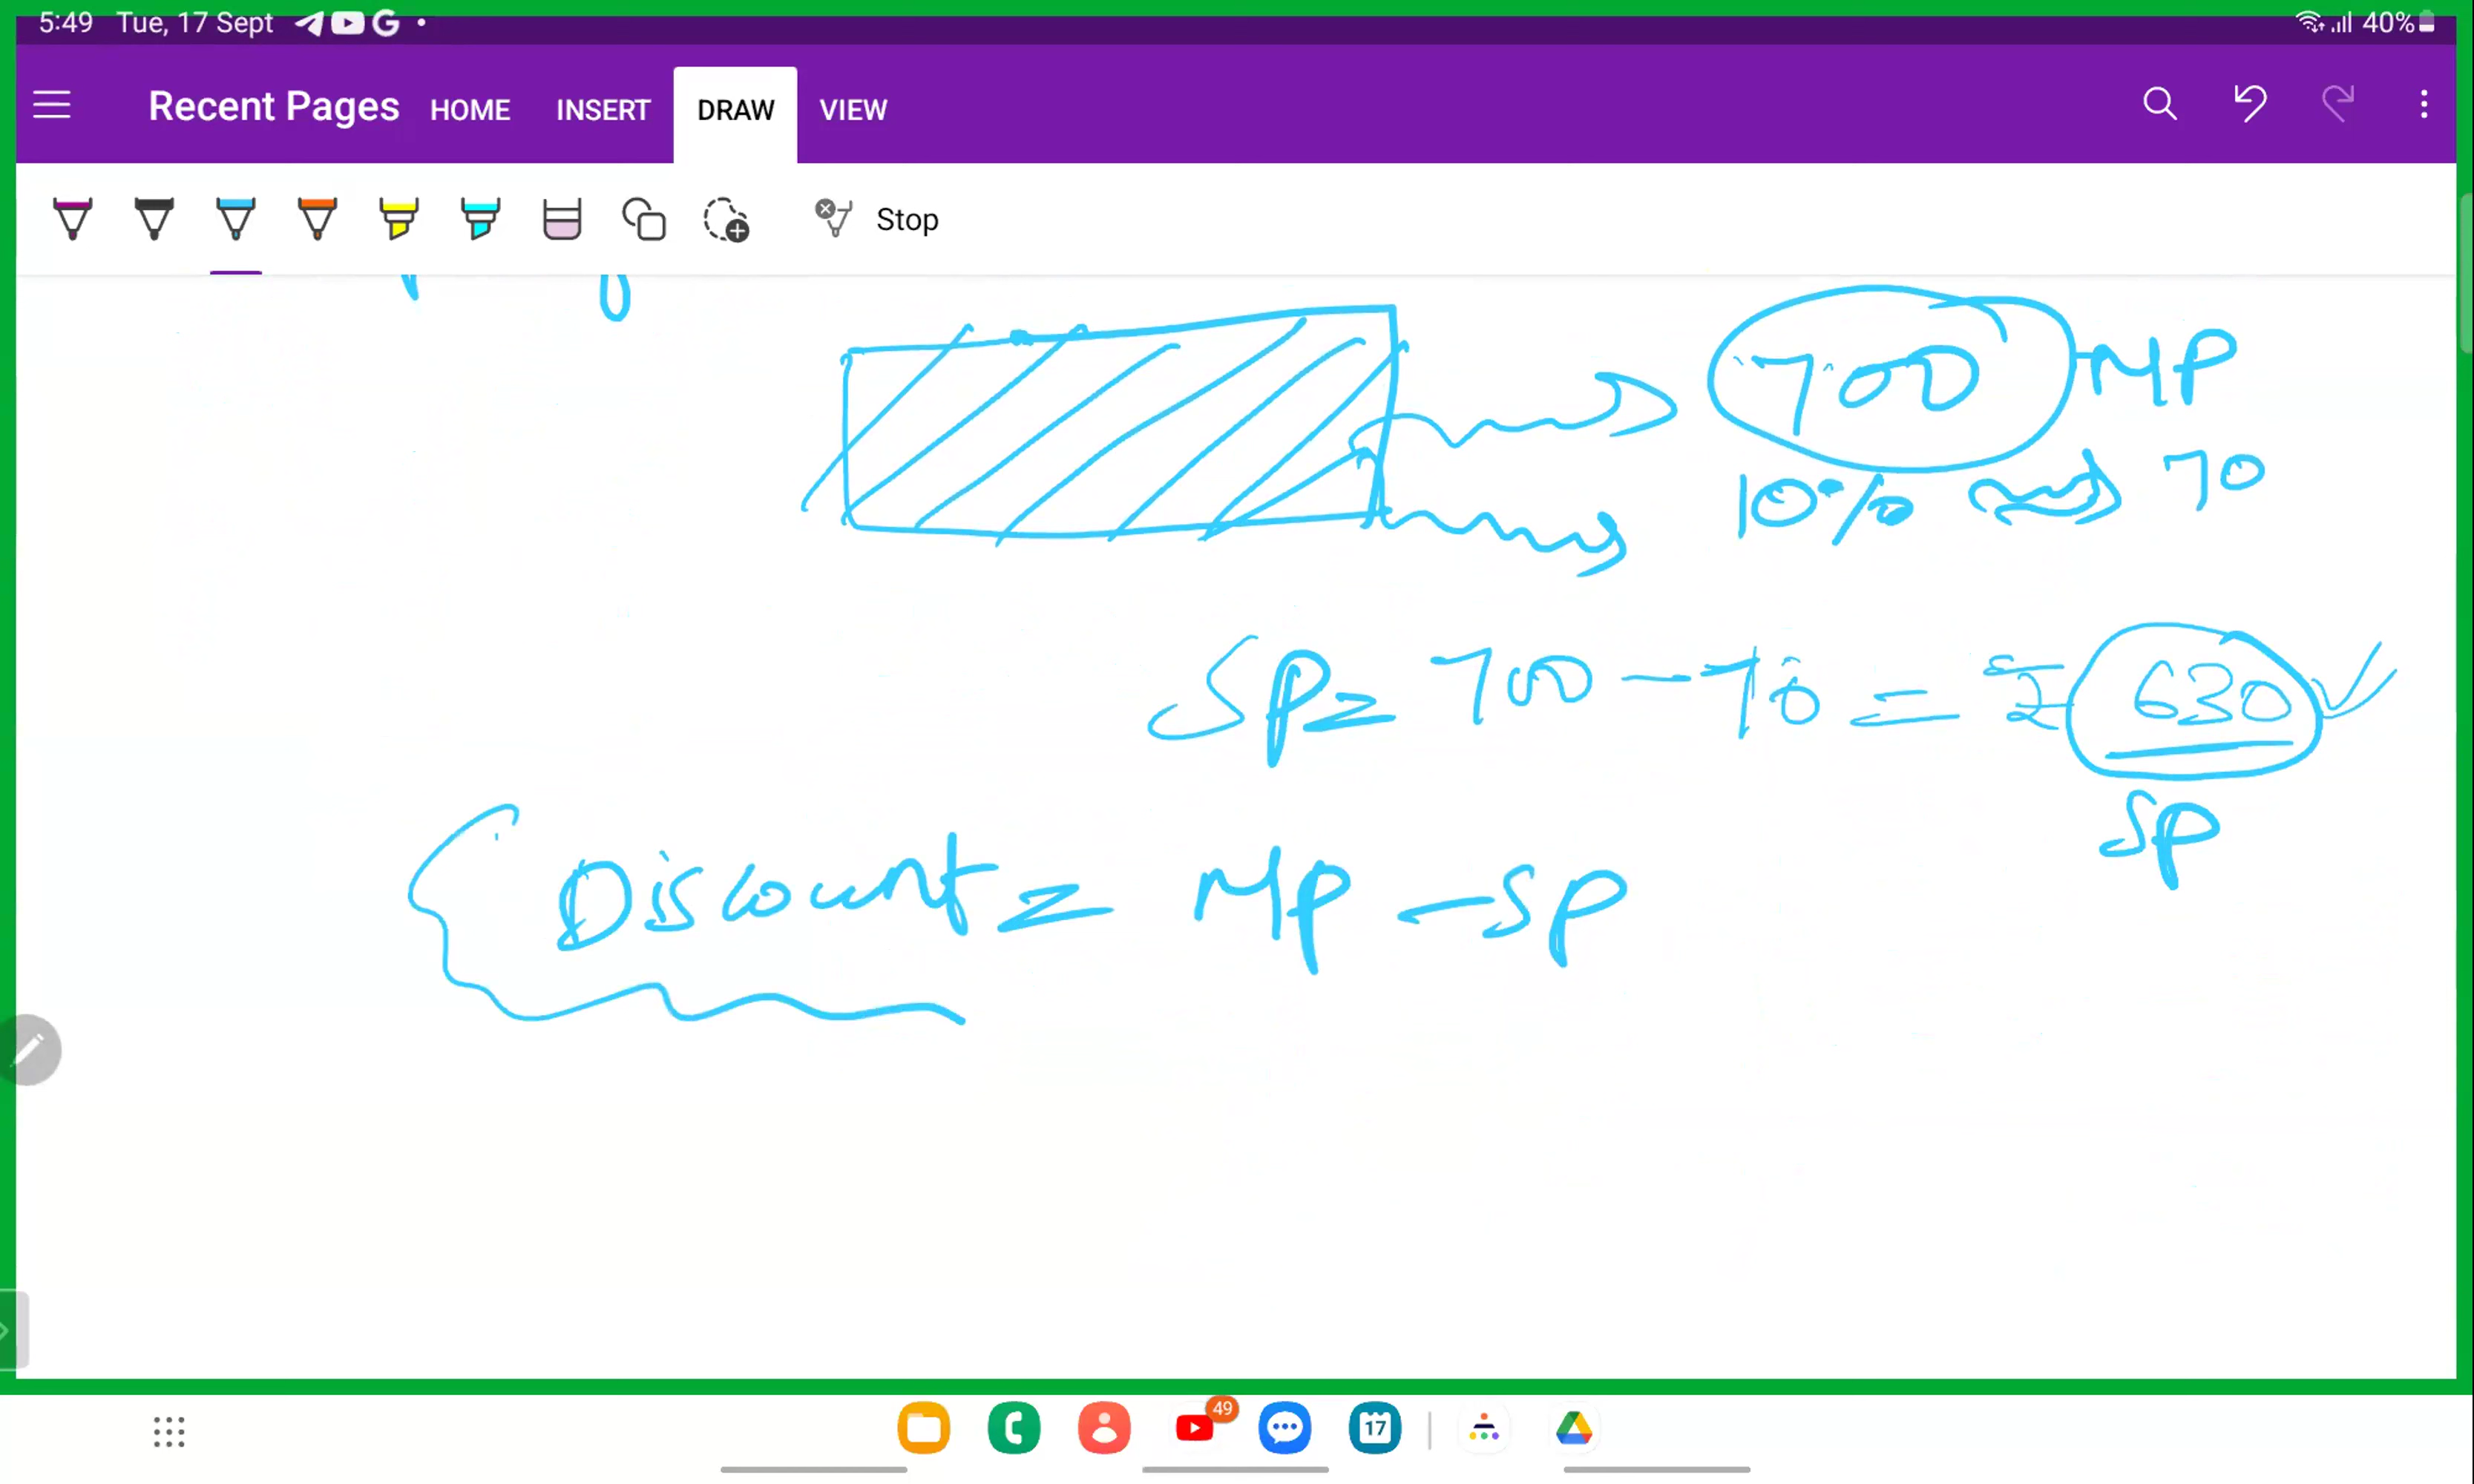 5:49 Tue, 17 Sept 40%
Recent Pages HOME INSERT DRAW VIEW
Stop
700 MP
10% 70
SP = 700 - 70 = 630
SP
Discount = MP - SP
49
17